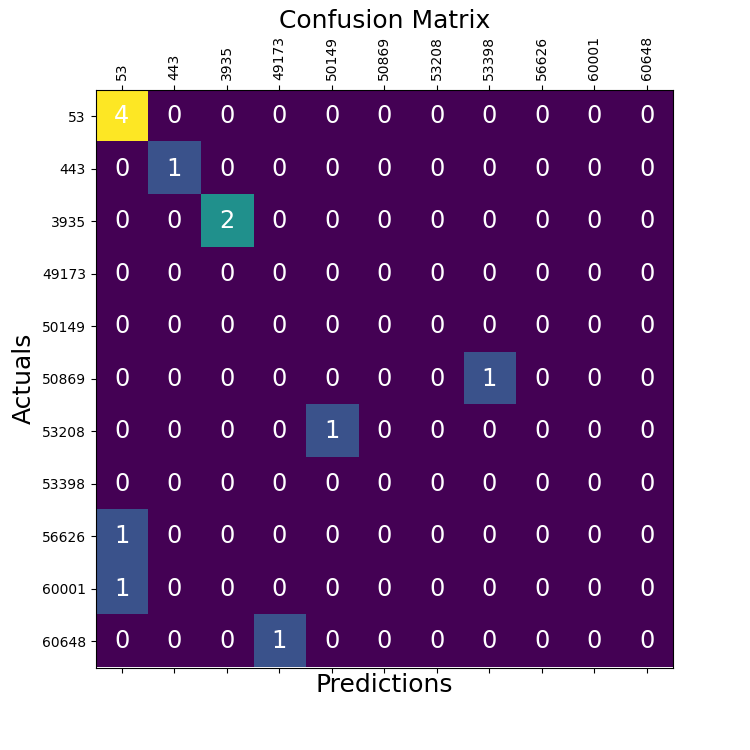 Confusion Matrix
53 443 3935 49173 50149 50869 53208 53398 56626 60001 60648
53 4 0 0 0 0 0 0 0 0 0 0
443 0 1 0 0 0 0 0 0 0 0 0
3935 0 0 2 0 0 0 0 0 0 0 0
49173 0 0 0 0 0 0 0 0 0 0 0
50149 0 0 0 0 0 0 0 0 0 0 0
50869 0 0 0 0 0 0 0 1 0 0 0
53208 0 0 0 0 1 0 0 0 0 0 0
53398 0 0 0 0 0 0 0 0 0 0 0
56626 1 0 0 0 0 0 0 0 0 0 0
60001 1 0 0 0 0 0 0 0 0 0 0
60648 0 0 0 1 0 0 0 0 0 0 0
Actuals
Predictions